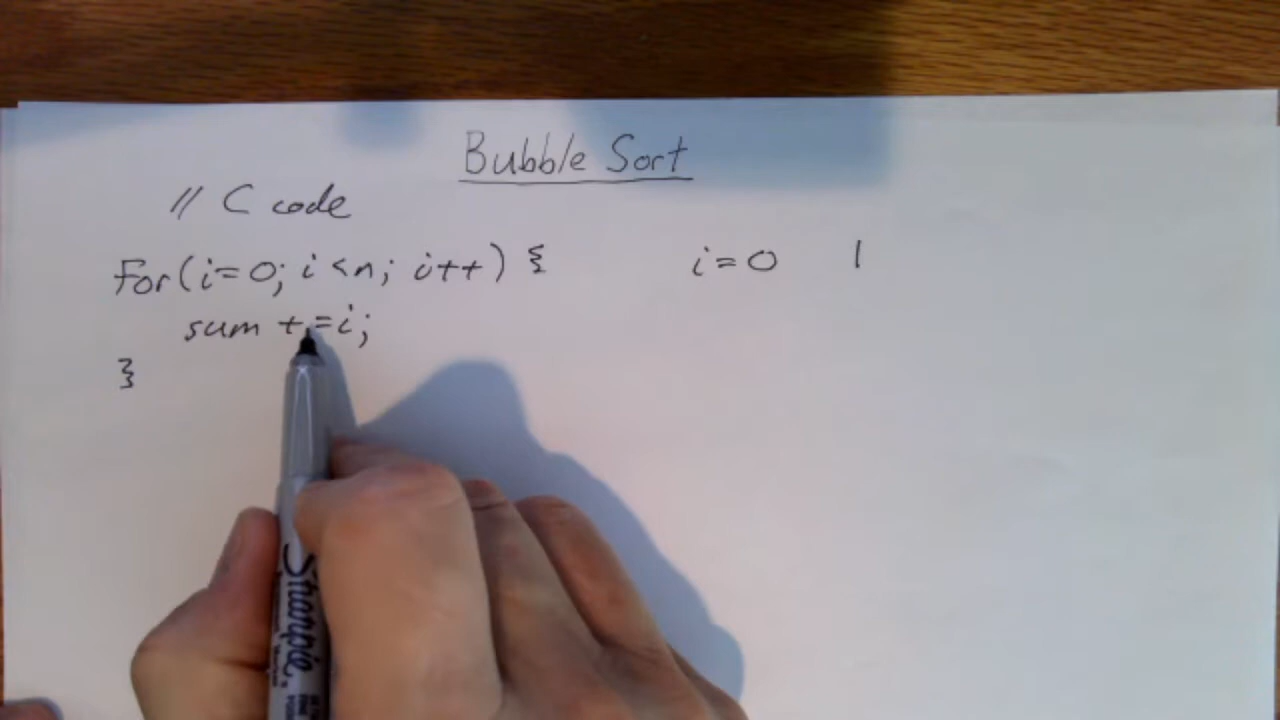 Bubble Sort
// C code
for(i=0; i<n; i++) {
i=0 1
sum +=i;
}
Sharpie